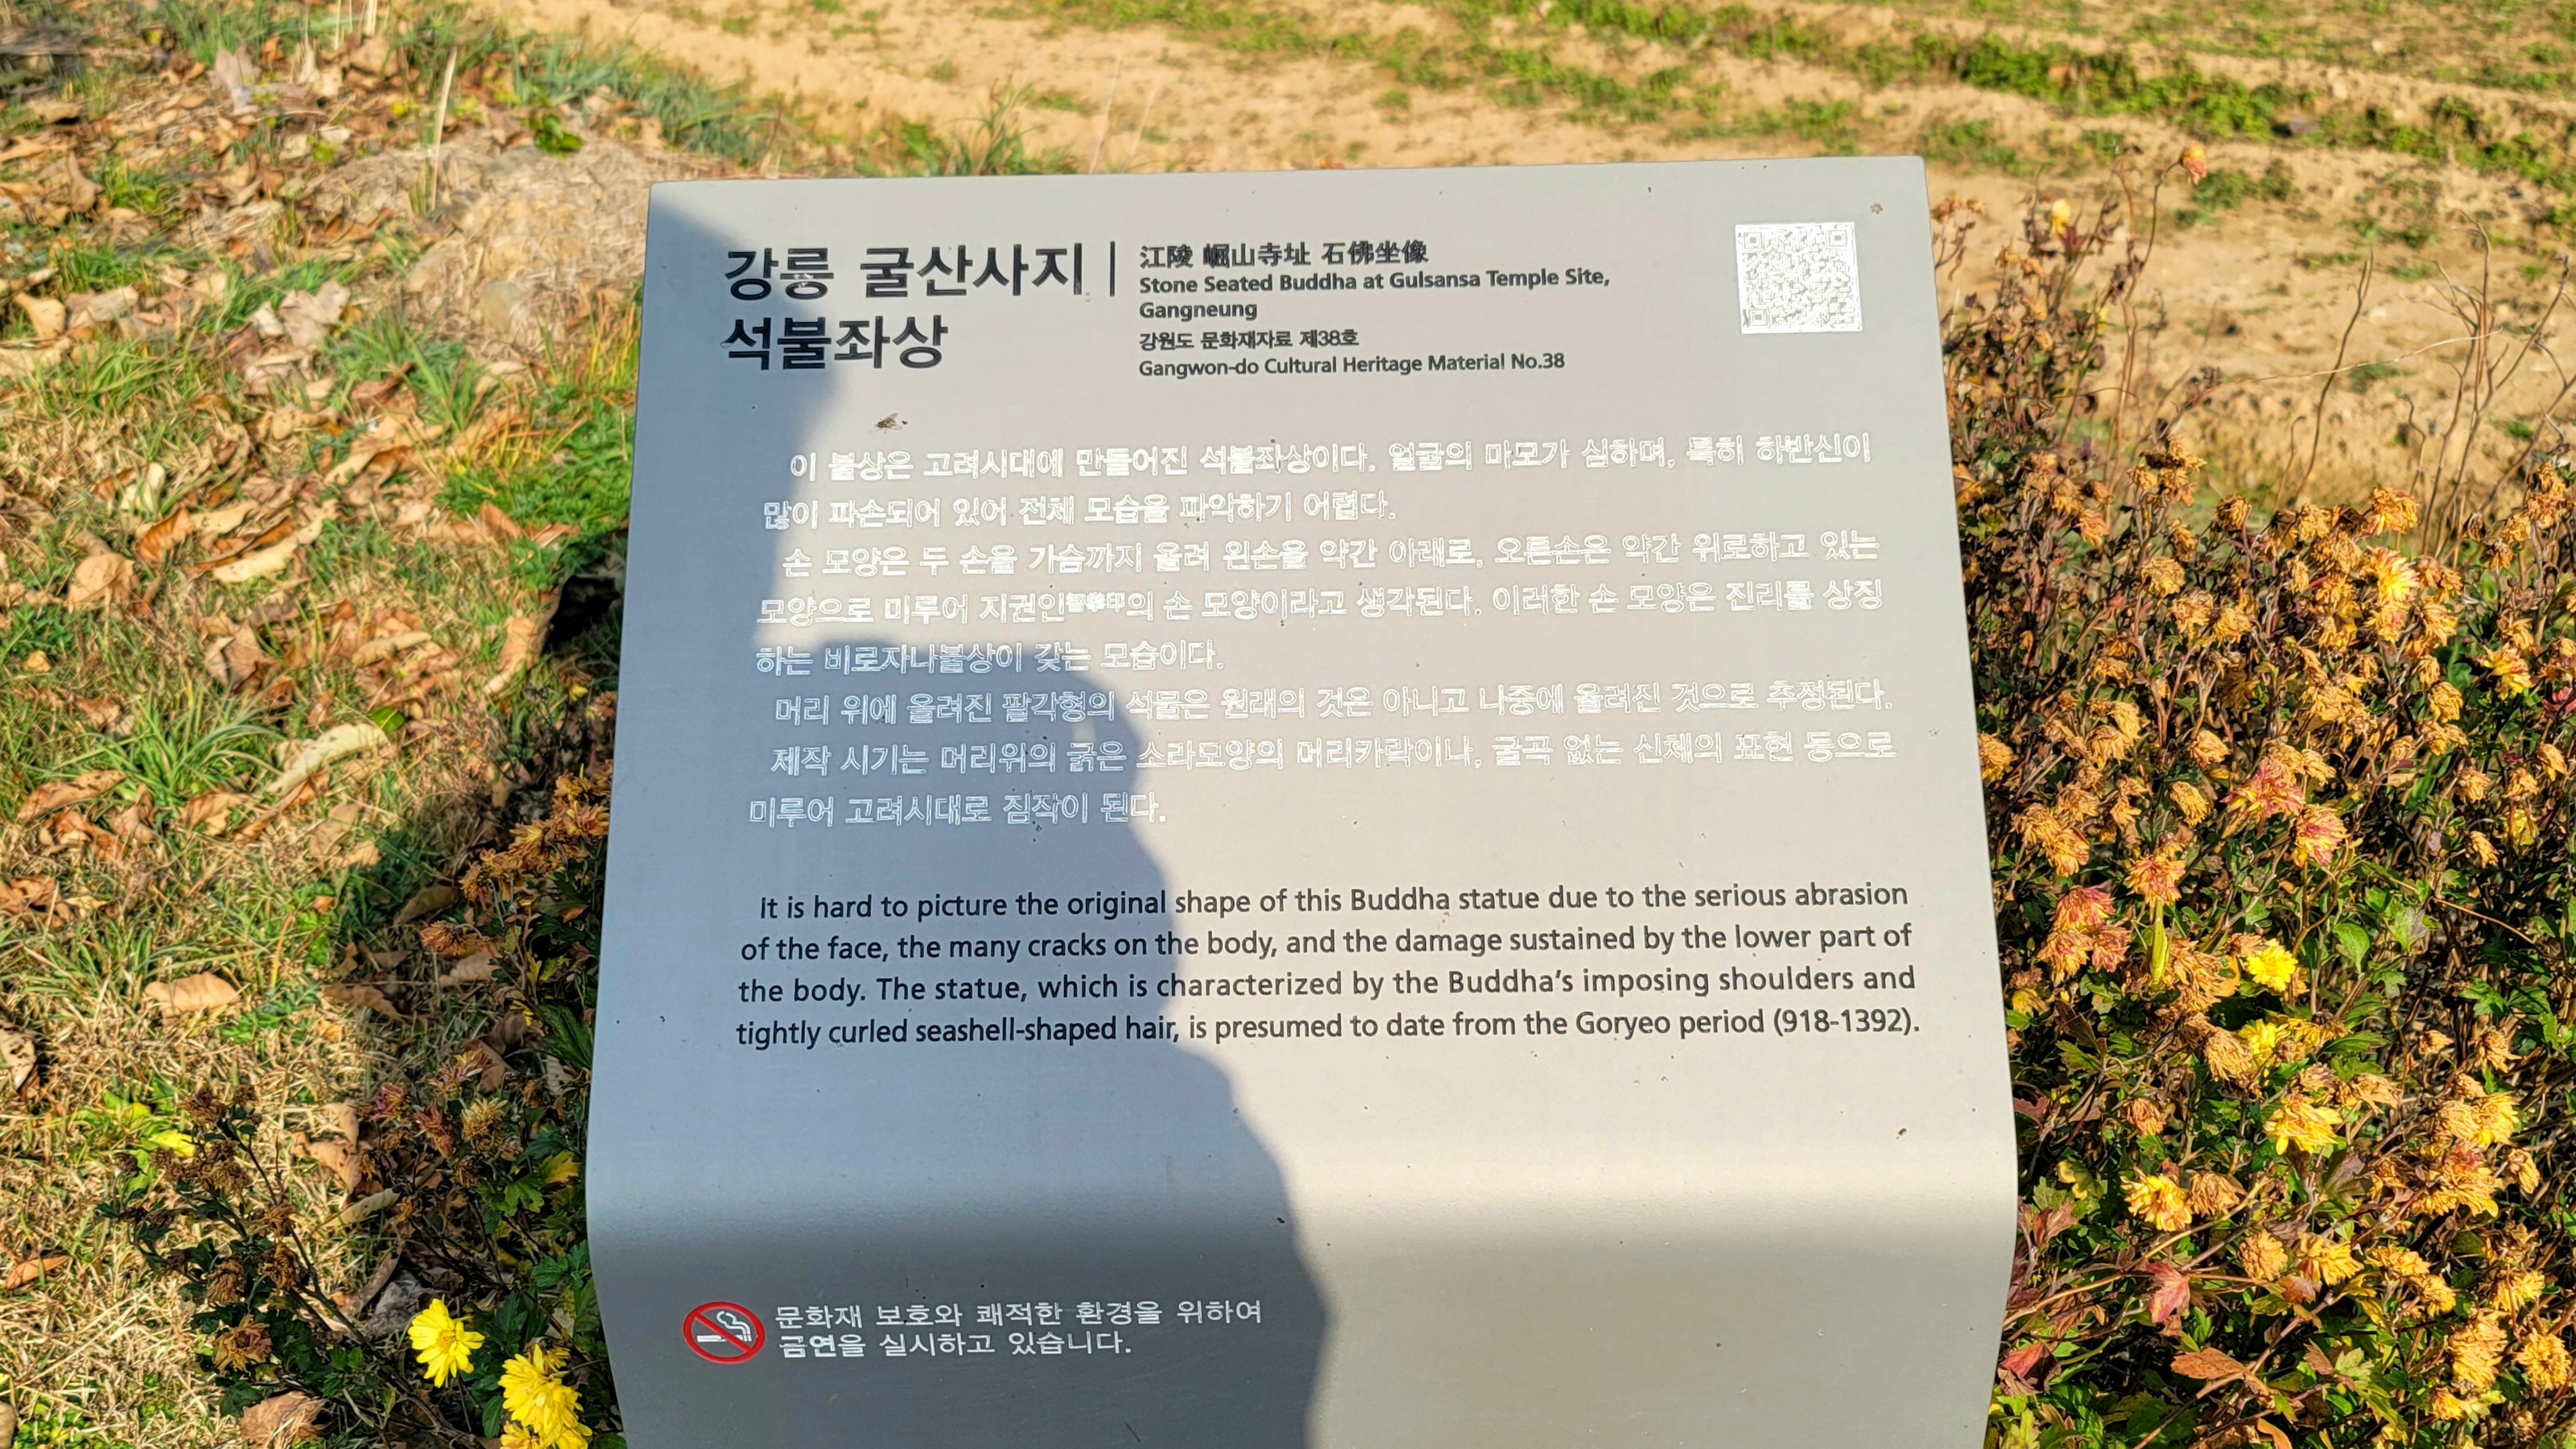 강릉 굴산사지
석불좌상
江陵 崛山寺址 石佛坐像
Stone Seated Buddha at Gulsansa Temple Site,
Gangneung
강원도 문화재자료 제38호
Gangwon-do Cultural Heritage Material No.38
이 불상은 고려시대에 만들어진 석불좌상이다. 얼굴의 마모가 심하며, 특히 하반신이
많이 파손되어 있어 전체 모습을 파악하기 어렵다.
손 모양은 두 손을 가슴까지 올려 왼손을 약간 아래로, 오른손은 약간 위로하고 있는
모양으로 미루어 지권인智拳印의 손 모양이라고 생각된다. 이러한 손 모양은 진리를 상징
하는 비로자나불상이 갖는 모습이다.
머리 위에 올려진 팔각형의 석물은 원래의 것은 아니고 나중에 올려진 것으로 추정된다.
제작 시기는 머리위의 굵은 소라모양의 머리카락이나, 굴곡 없는 신체의 표현 등으로
미루어 고려시대로 짐작이 된다.
It is hard to picture the original shape of this Buddha statue due to the serious abrasion
of the face, the many cracks on the body, and the damage sustained by the lower part of
the body. The statue, which is characterized by the Buddha's imposing shoulders and
tightly curled seashell-shaped hair, is presumed to date from the Goryeo period (918-1392).
문화재 보호와 쾌적한 환경을 위하여
금연을 실시하고 있습니다.